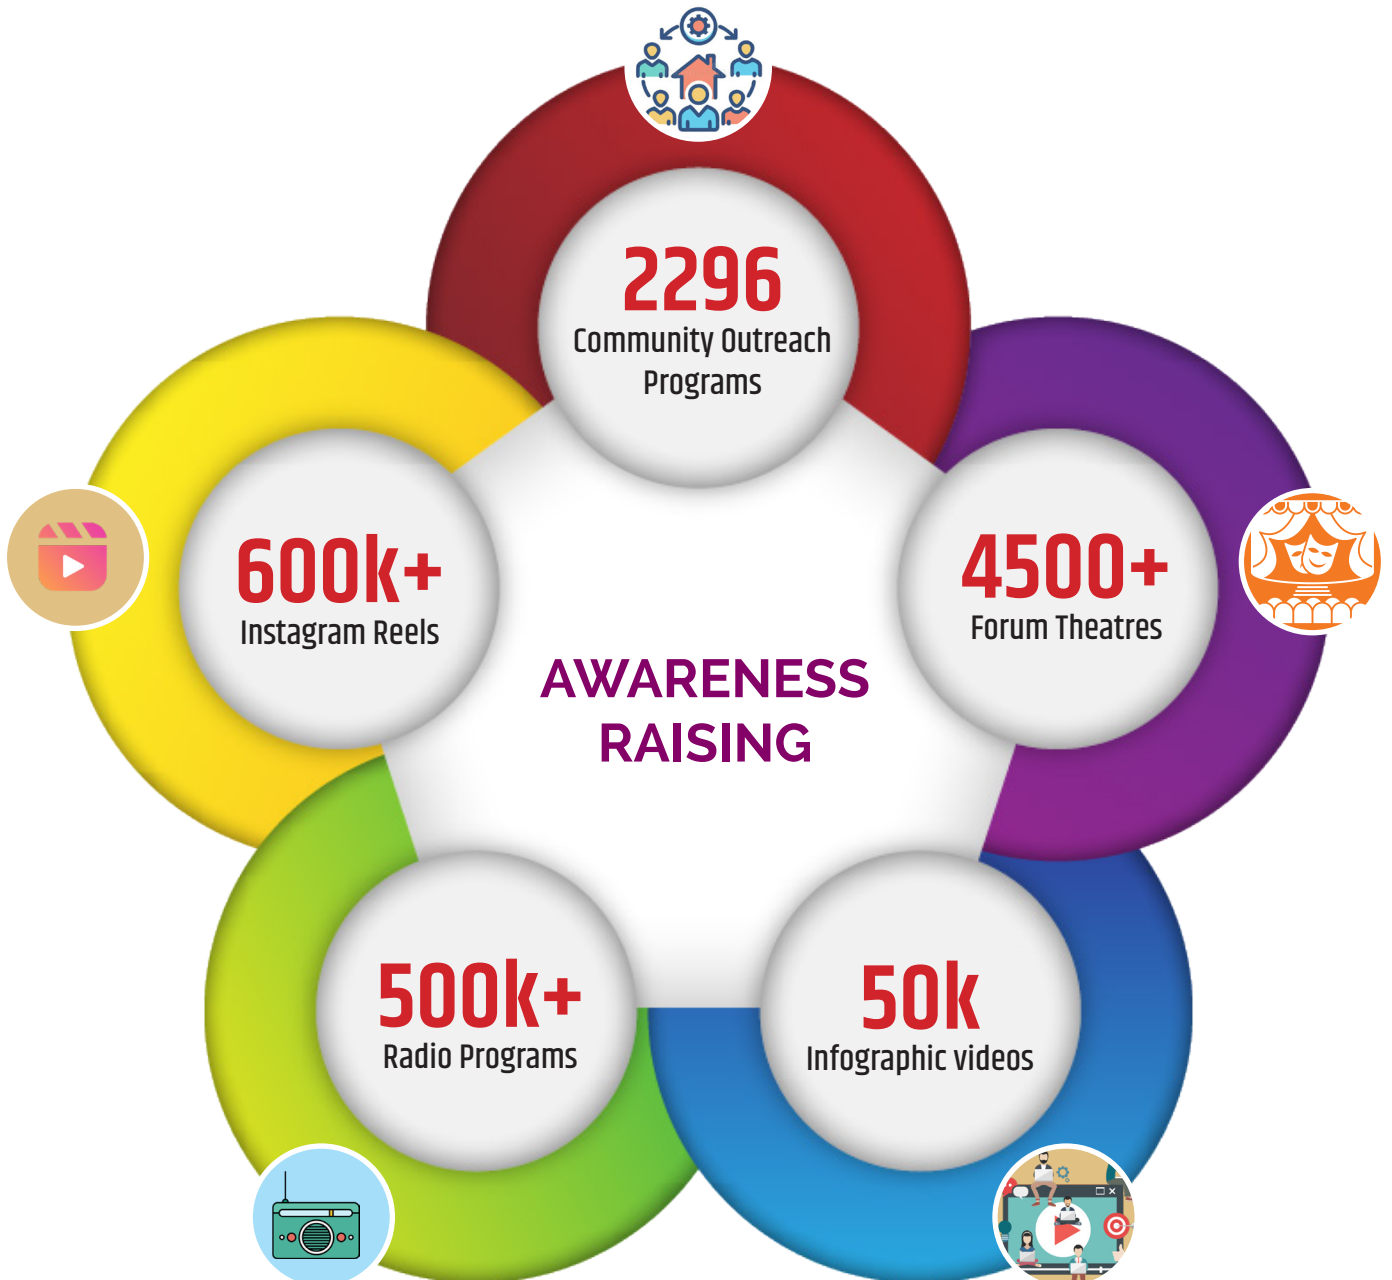 2296
Community Outreach
Programs
600k+
Instagram Reels
4500+
Forum Theatres
AWARENESS
RAISING
500k+
Radio Programs
50k
Infographic videos